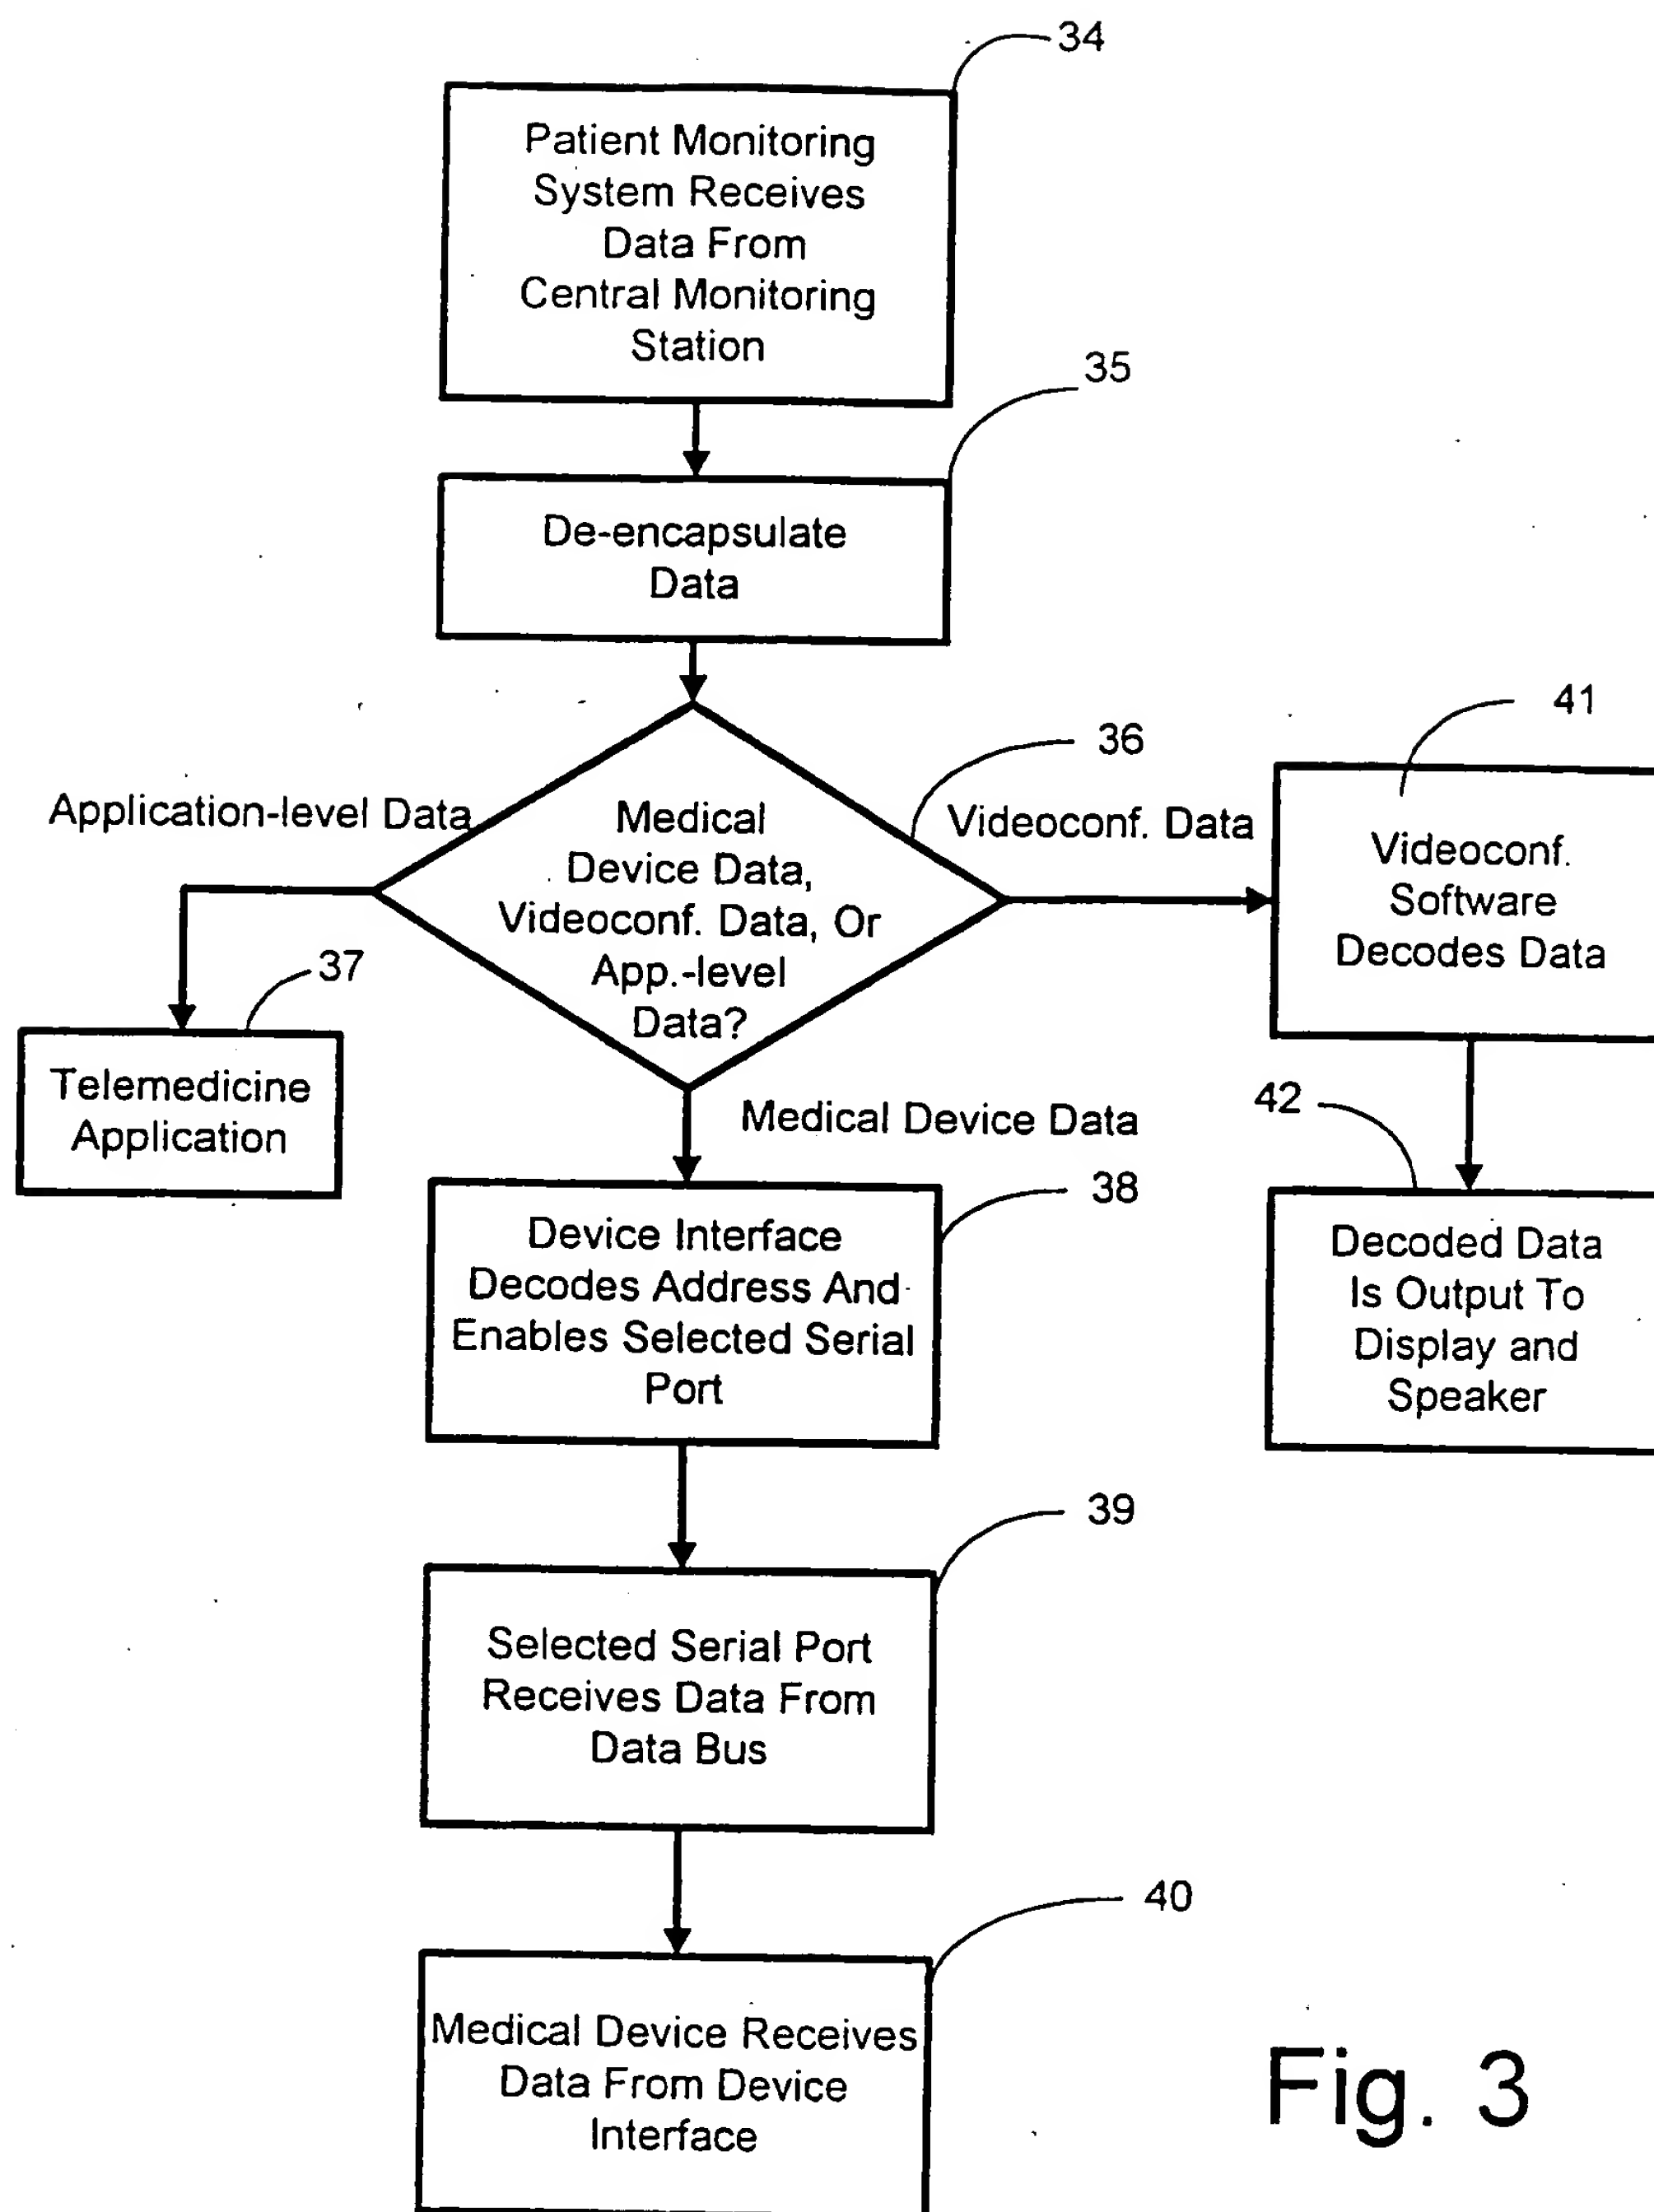 34
Patient Monitoring
System Receives
Data From
Central Monitoring
Station
35
De-encapsulate
Data
36
Medical
Device Data,
Videoconf. Data, Or
App.-level
Data?
Application-level Data
Videoconf. Data
41
Videoconf.
Software
Decodes Data
37
Telemedicine
Application
Medical Device Data
42
Decoded Data
Is Output To
Display and
Speaker
38
Device Interface
Decodes Address And
Enables Selected Serial
Port
39
Selected Serial Port
Receives Data From
Data Bus
40
Medical Device Receives
Data From Device
Interface
Fig. 3